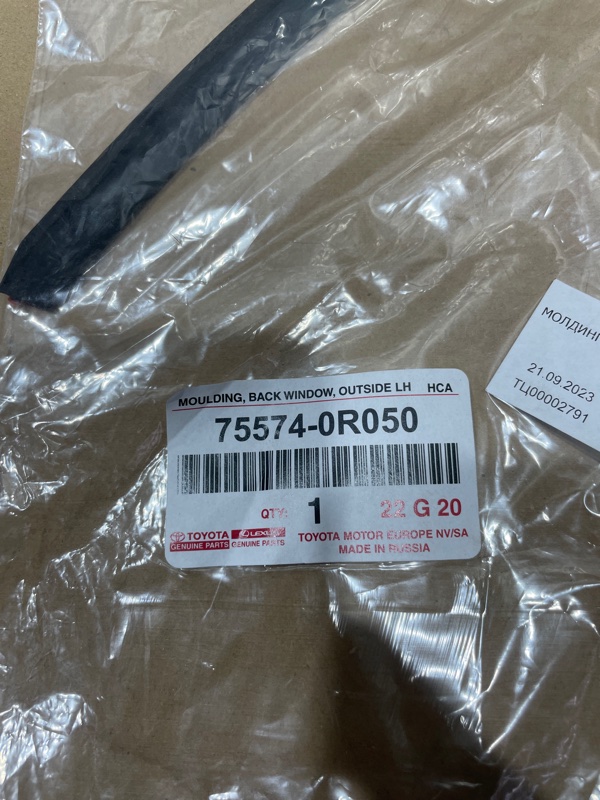 МОЛДИНГ
21.09.2023
ТЦ00002791
MOULDING, BACK WINDOW, OUTSIDE LH HCA
75574-0R050
QTY: 1 22 G 20
TOYOTA LEXUS TOYOTA MOTOR EUROPE NV/SA
GENUINE PARTS GENUINE PARTS MADE IN RUSSIA